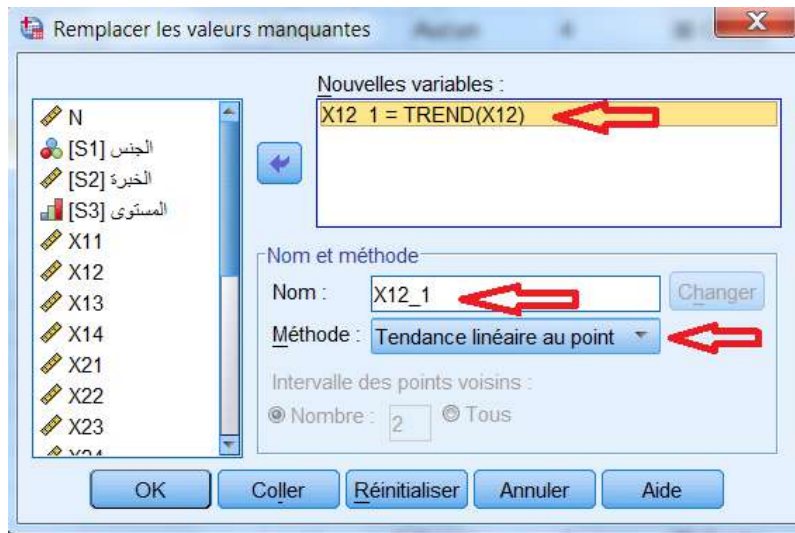 Remplacer les valeurs manquantes
Nouvelles variables :
X12_1 = TREND(X12)
N
الجنس [S1]
الخبرة [S2]
المستوى [S3]
X11
X12
X13
X14
X21
X22
X23
Nom et méthode
Nom : X12_1 Changer
Méthode : Tendance linéaire au point
Intervalle des points voisins :
Nombre : 2 Tous
OK Coller Réinitialiser Annuler Aide